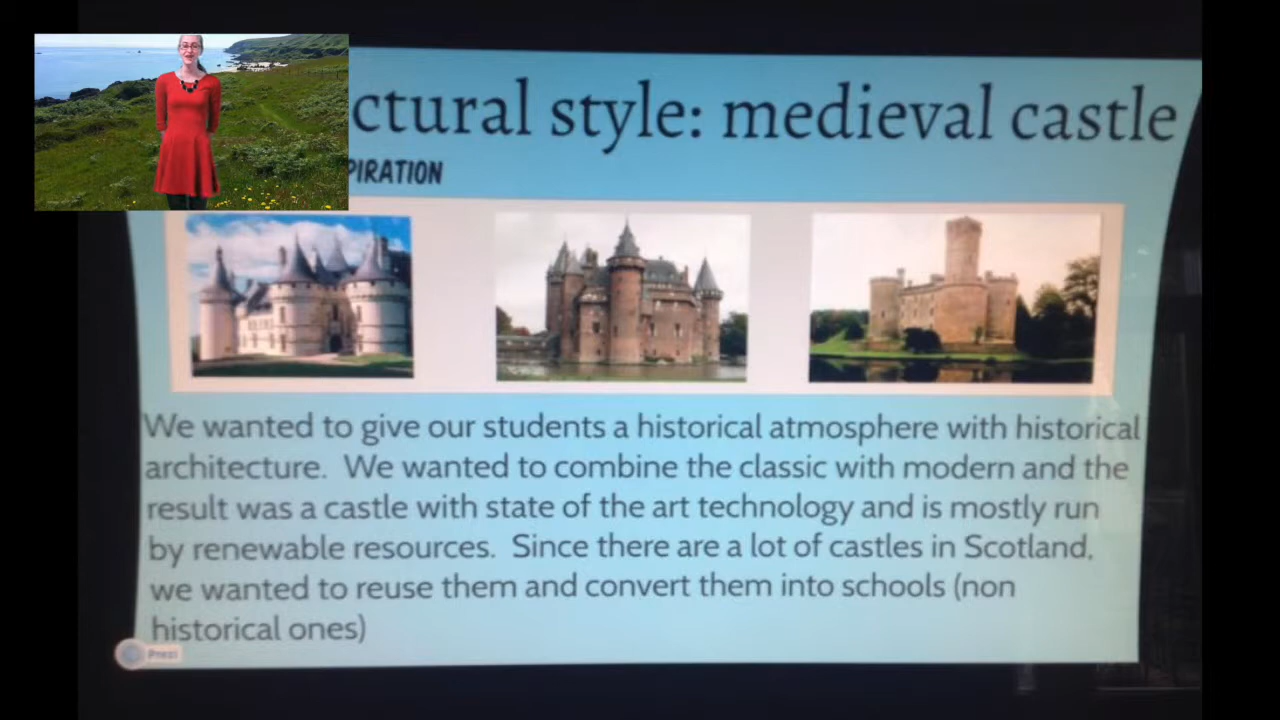 ctural style: medieval castle
PIRATION
We wanted to give our students a historical atmosphere with historical
architecture. We wanted to combine the classic with modern and the
result was a castle with state of the art technology and is mostly run
by renewable resources. Since there are a lot of castles in Scotland,
we wanted to reuse them and convert them into schools (non
historical ones)
Prezi